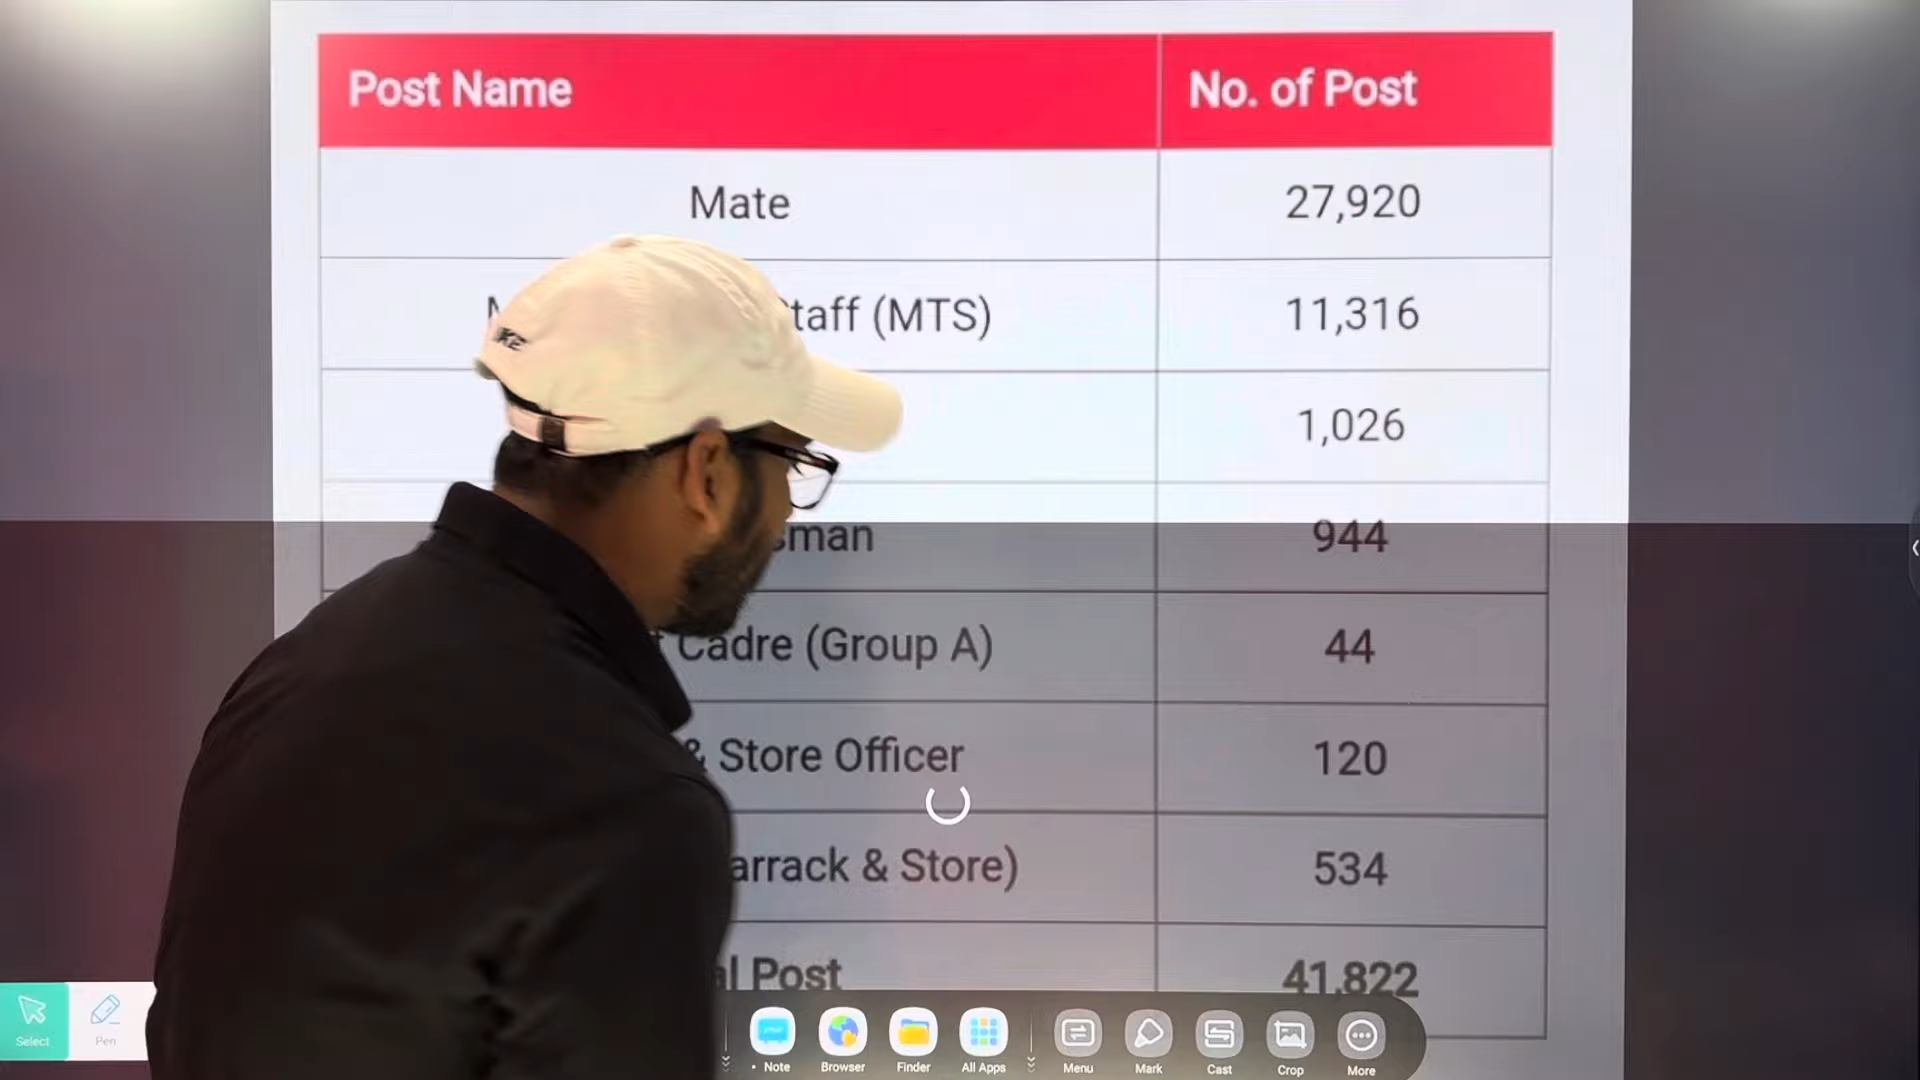 Post Name No. of Post
Mate 27,920
taff (MTS) 11,316
1,026
sman 944
Cadre (Group A) 44
& Store Officer 120
arrack & Store) 534
al Post 41,822
Select Pen
Note Browser Finder All Apps Menu Mark Cast Crop More